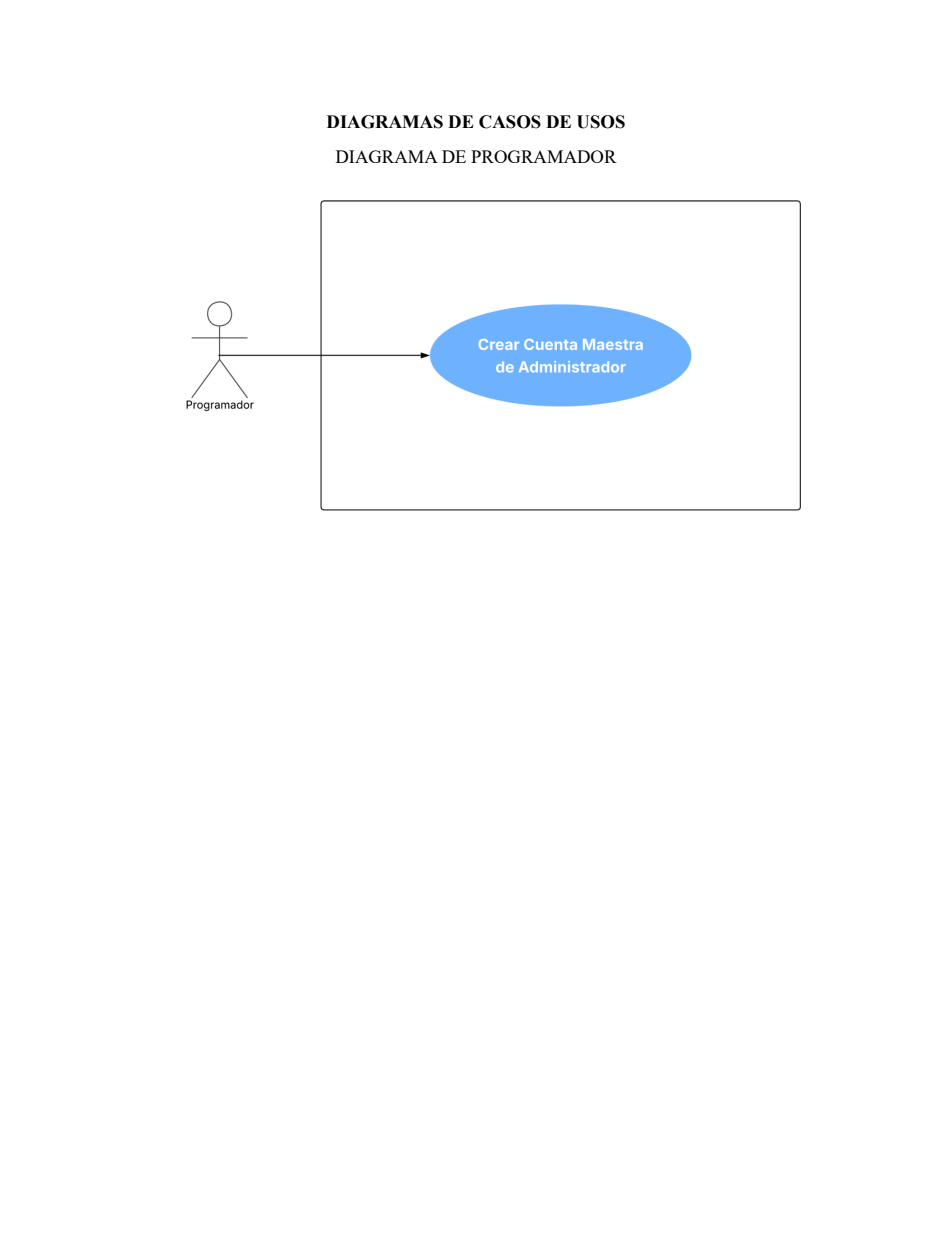 DIAGRAMAS DE CASOS DE USOS
DIAGRAMA DE PROGRAMADOR
Crear Cuenta Maestra
de Administrador
Programador